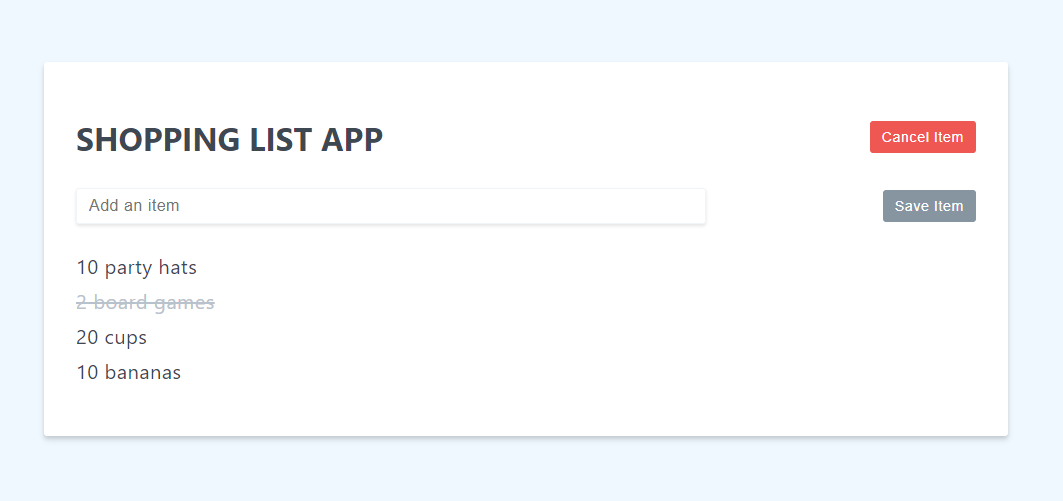 SHOPPING LIST APP
Cancel Item
Add an item
Save Item
10 party hats
2 board games
20 cups
10 bananas